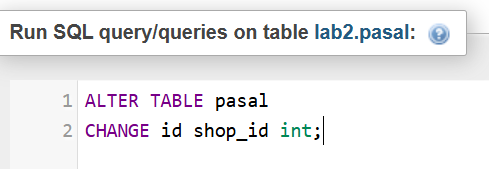 Run SQL query/queries on table lab2.pasal:
1 ALTER TABLE pasal
2 CHANGE id shop_id int;